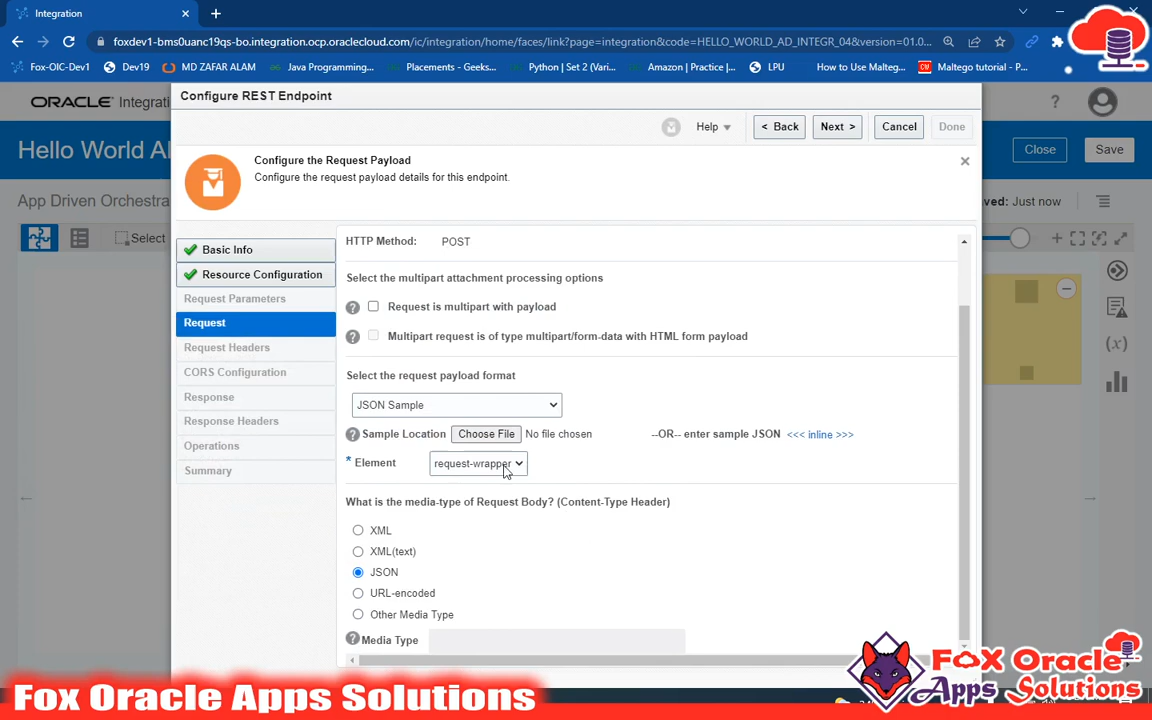 Integration
foxdev1-bms0uanc19qs-bo.integration.ocp.oraclecloud.com/ic/integration/home/faces/link?page=integration&code=HELLO_WORLD_AD_INTEGR_04&version=01.0...
Fox-OIC-Dev1
Dev19
MD ZAFAR ALAM
Java Programming...
Placements - Geeks...
Python | Set 2 (Vari...
Amazon | Practice |...
LPU
How to Use Malteg...
Maltego tutorial - P...
Configure REST Endpoint
ORACLE Integrat
?
Help
< Back
Next >
Cancel
Done
Hello World A
Close
Save
Configure the Request Payload
Configure the request payload details for this endpoint.
App Driven Orchestra
ved: Just now
Select
Basic Info
Resource Configuration
Request Parameters
Request
Request Headers
CORS Configuration
Response
Response Headers
Operations
Summary
HTTP Method: POST
Select the multipart attachment processing options
Request is multipart with payload
Multipart request is of type multipart/form-data with HTML form payload
Select the request payload format
JSON Sample
Sample Location Choose File No file chosen --OR-- enter sample JSON <<< inline >>>
* Element request-wrapper
What is the media-type of Request Body? (Content-Type Header)
XML
XML(text)
JSON
URL-encoded
Other Media Type
Media Type
(x)
Fox Oracle Apps Solutions
FOX Oracle
Apps Solutions